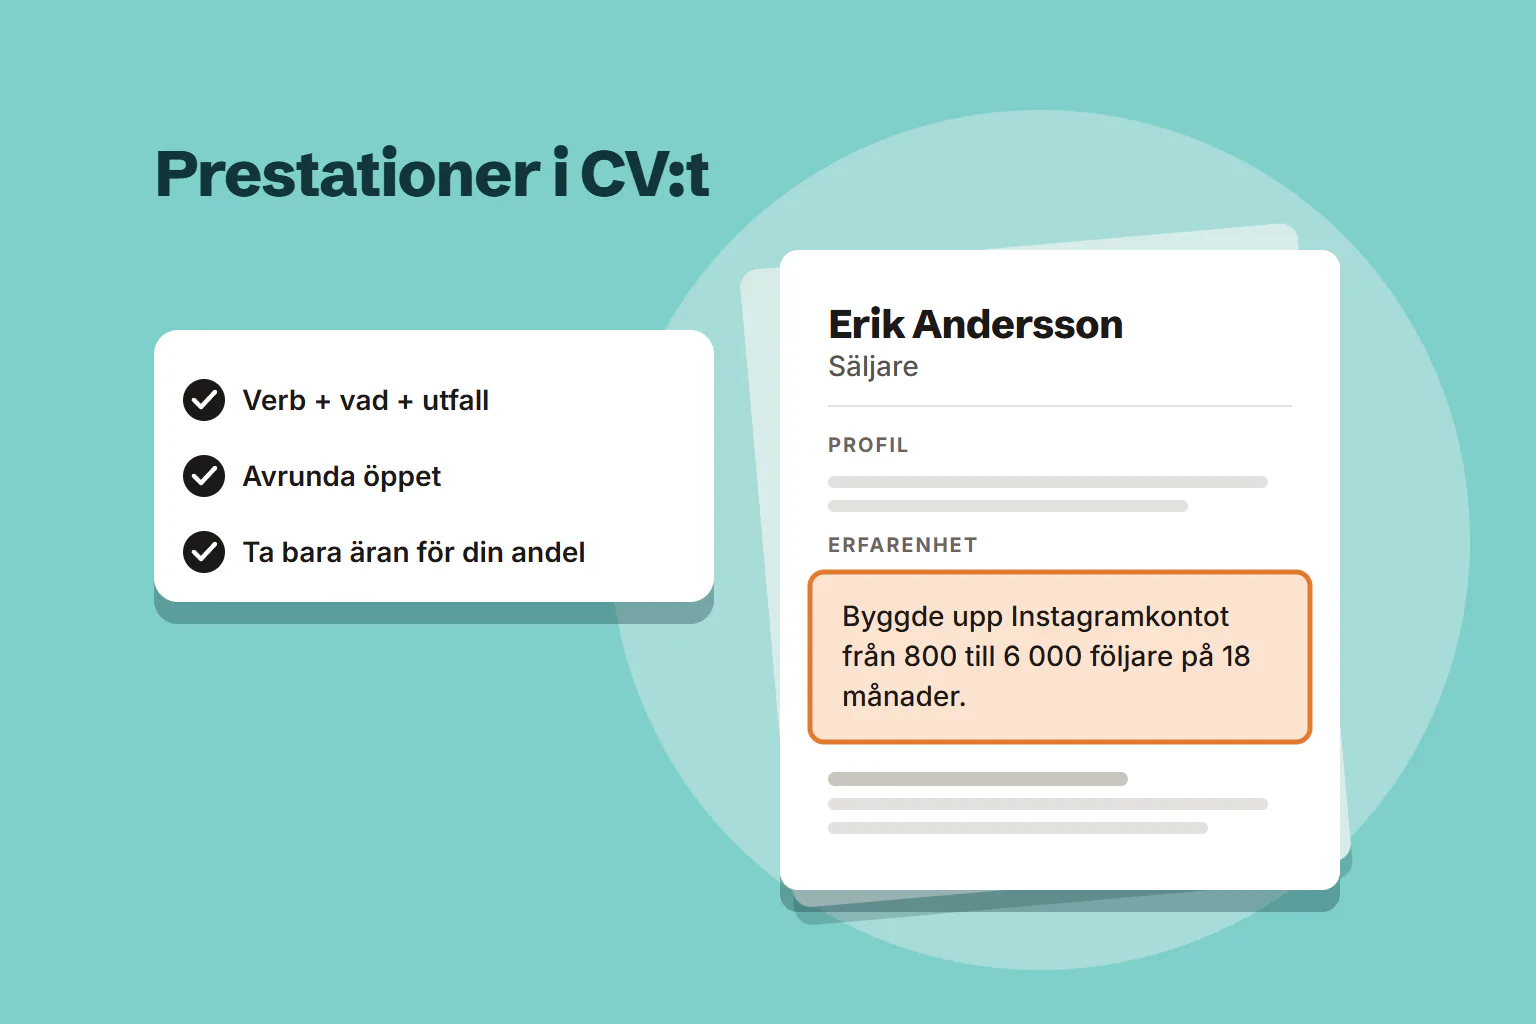 Prestationer i CV:t
Verb + vad + utfall
Avrunda öppet
Ta bara äran för din andel
Erik Andersson
Säljare
PROFIL
ERFARENHET
Byggde upp Instagramkontot
från 800 till 6 000 följare på 18
månader.